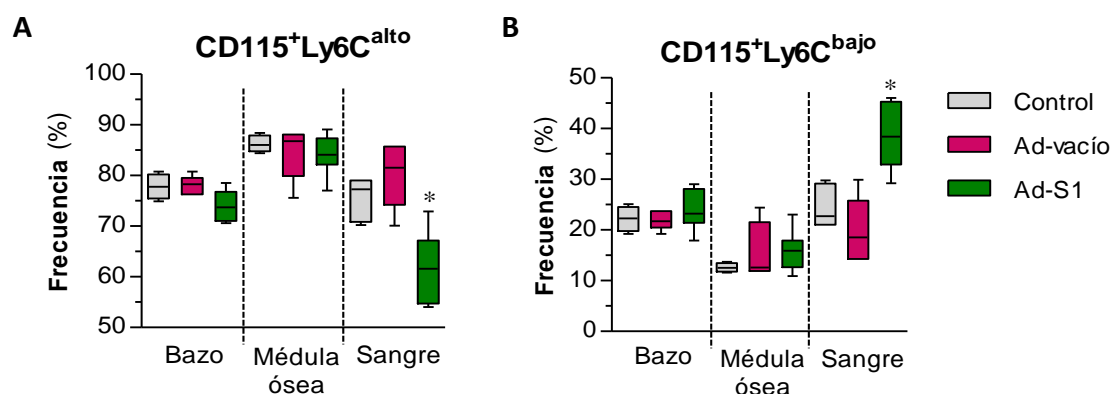 A
CD115+Ly6Calto
100
90
80
70
60
50
Frecuencia (%)
*
Bazo
Médula
ósea
Sangre
B
CD115+Ly6Cbajo
50
40
30
20
10
0
Frecuencia (%)
*
Bazo
Médula
ósea
Sangre
Control
Ad-vacío
Ad-S1